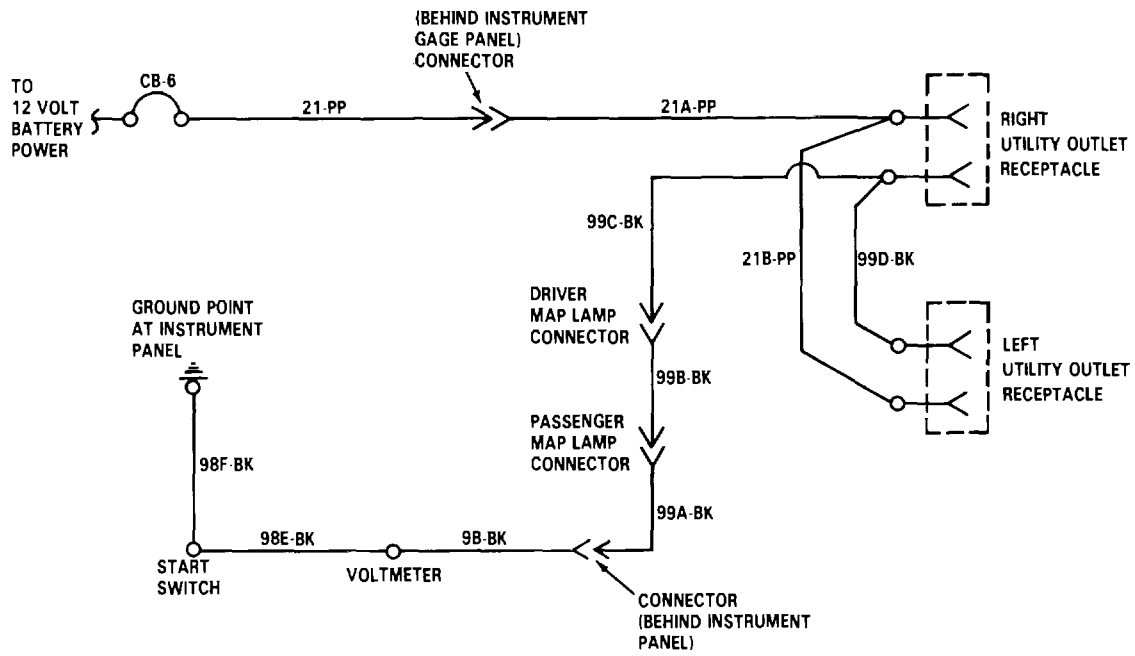 (BEHIND INSTRUMENT
GAGE PANEL)
CONNECTOR
TO
12 VOLT
BATTERY
POWER
CB-6
21-PP
21A-PP
RIGHT
UTILITY OUTLET
RECEPTACLE
99C-BK
21B-PP
99D-BK
DRIVER
MAP LAMP
CONNECTOR
GROUND POINT
AT INSTRUMENT
PANEL
LEFT
UTILITY OUTLET
RECEPTACLE
99B-BK
PASSENGER
MAP LAMP
CONNECTOR
98F-BK
99A-BK
98E-BK
9B-BK
START
SWITCH
VOLTMETER
CONNECTOR
(BEHIND INSTRUMENT
PANEL)